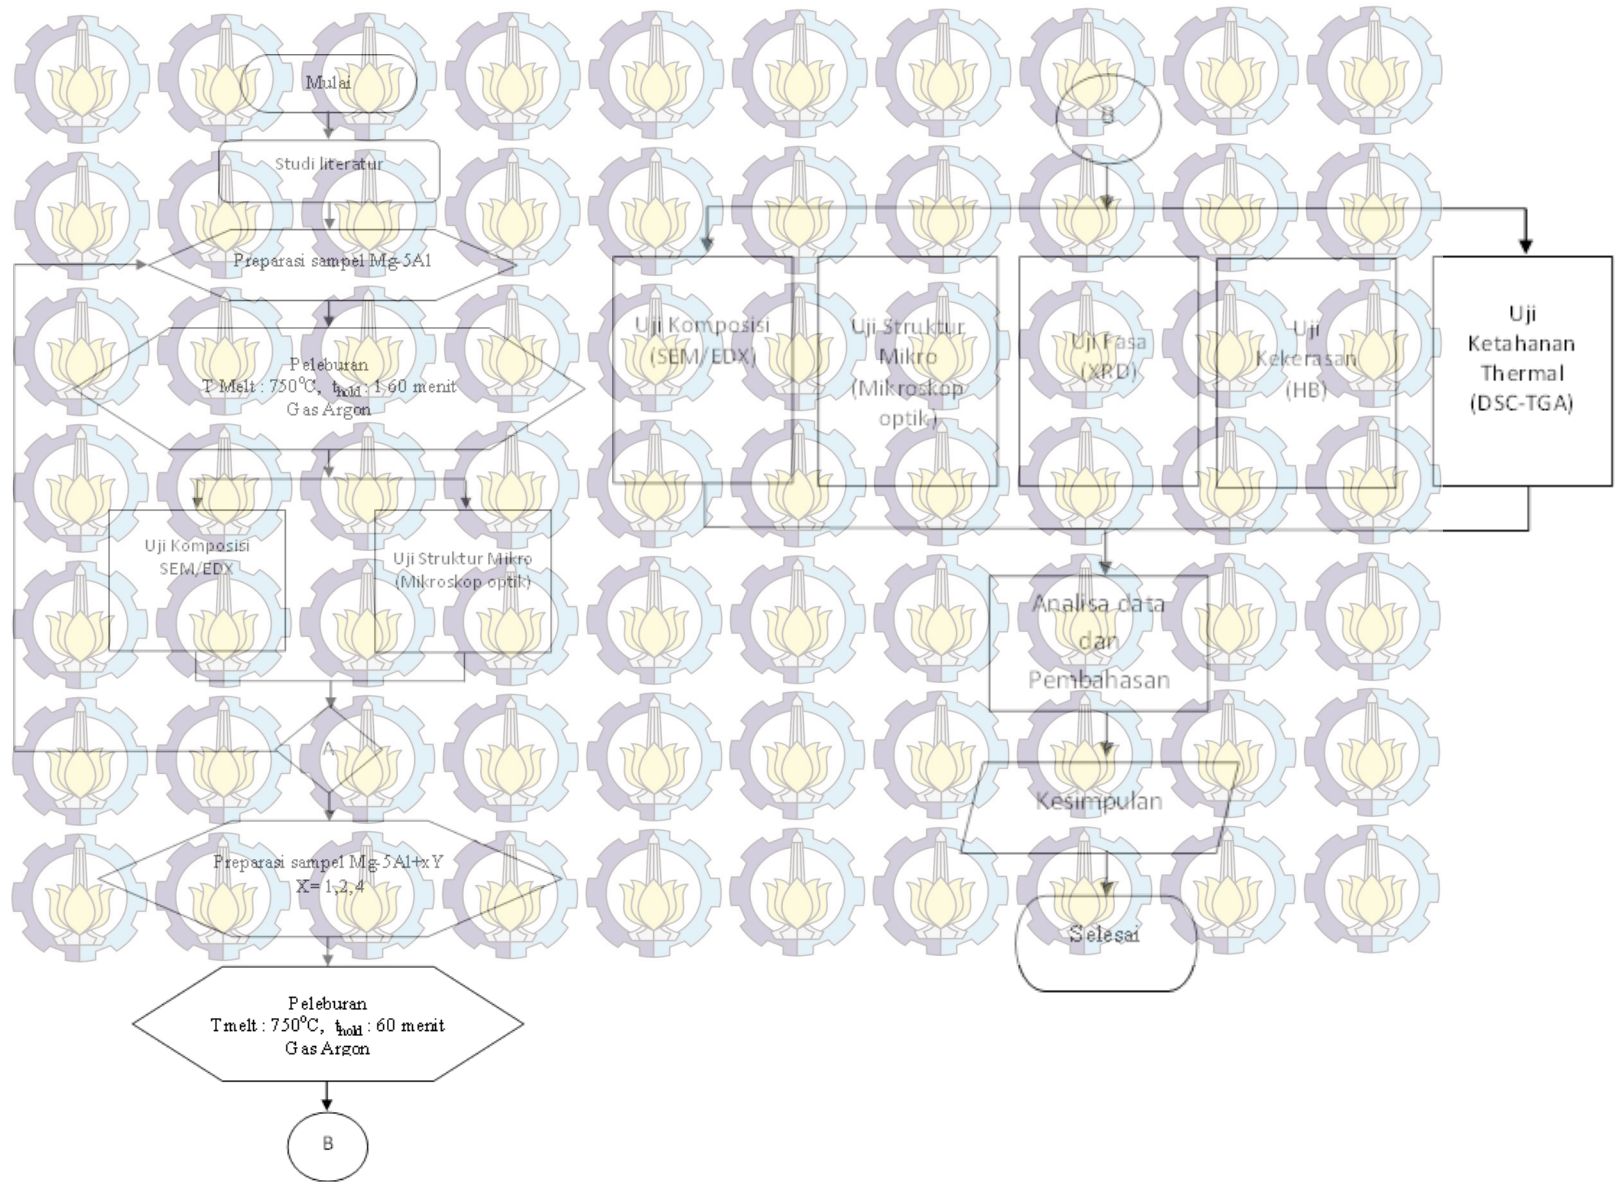 Mulai
Studi literatur
Preparasi sampel Mg-5Al
Peleburan
T Melt : 750°C, thold : 1-60 menit
Gas Argon
Uji Komposisi
SEM/EDX
Uji Struktur Mikro
(Mikroskop optik)
A
Preparasi sampel Mg-5Al+xY
X= 1,2,4
Peleburan
Tmelt : 750°C, thold : 60 menit
Gas Argon
B
B
Uji Komposisi
(SEM/EDX)
Uji Struktur
Mikro
(Mikroskop
optik)
Uji Fasa
(XRD)
Uji
Kekerasan
(HB)
Uji
Ketahanan
Thermal
(DSC-TGA)
Analisa data
dan
Pembahasan
Kesimpulan
Selesai